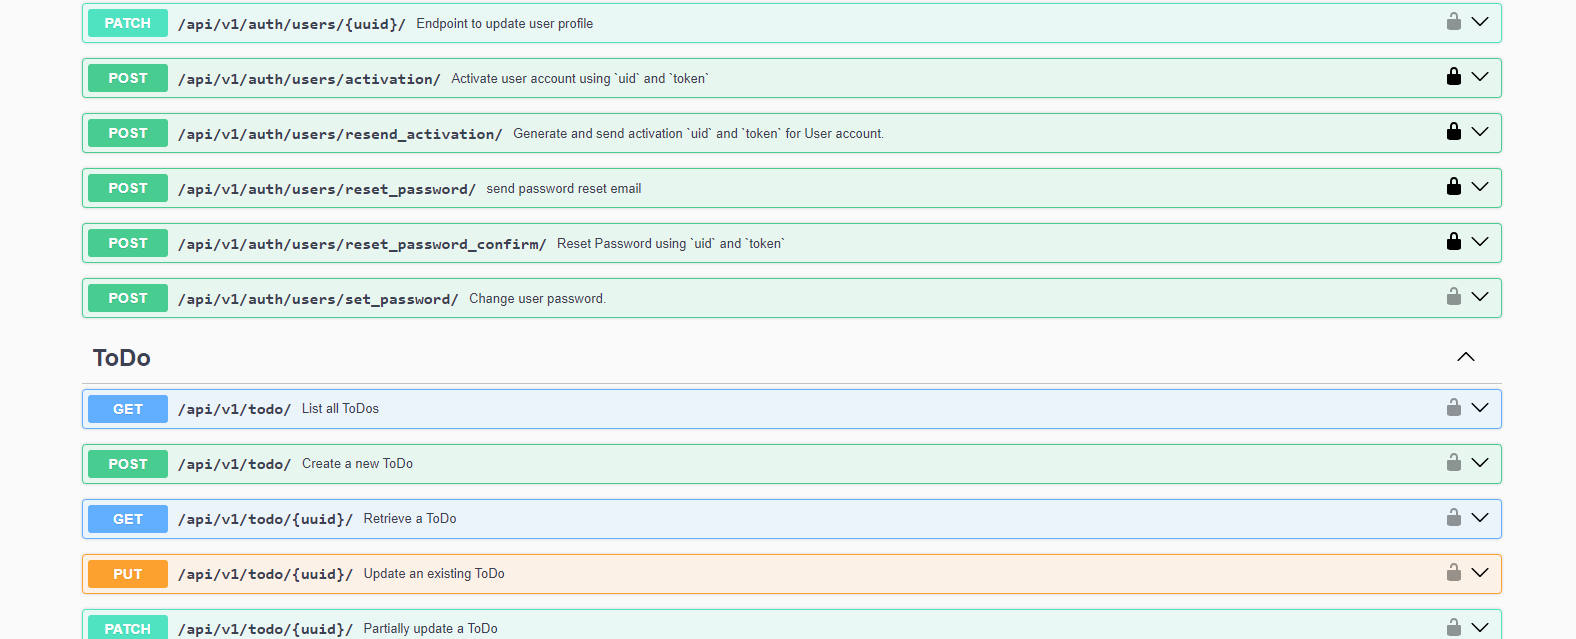 PATCH /api/v1/auth/users/{uuid}/ Endpoint to update user profile
POST /api/v1/auth/users/activation/ Activate user account using `uid` and `token`
POST /api/v1/auth/users/resend_activation/ Generate and send activation `uid` and `token` for User account.
POST /api/v1/auth/users/reset_password/ send password reset email
POST /api/v1/auth/users/reset_password_confirm/ Reset Password using `uid` and `token`
POST /api/v1/auth/users/set_password/ Change user password.
ToDo
GET /api/v1/todo/ List all ToDos
POST /api/v1/todo/ Create a new ToDo
GET /api/v1/todo/{uuid}/ Retrieve a ToDo
PUT /api/v1/todo/{uuid}/ Update an existing ToDo
PATCH /api/v1/todo/{uuid}/ Partially update a ToDo